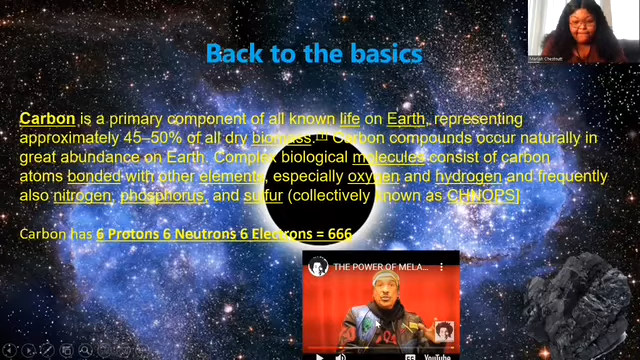 Back to the basics
Carbon is a primary component of all known life on Earth, representing
approximately 45–50% of all dry biomass.[1] Carbon compounds occur naturally in
great abundance on Earth. Complex biological molecules consist of carbon
atoms bonded with other elements, especially oxygen and hydrogen and frequently
also nitrogen, phosphorus, and sulfur (collectively known as CHNOPS]
Carbon has 6 Protons 6 Neutrons 6 Electrons = 666
THE POWER OF MELA...
YouTube